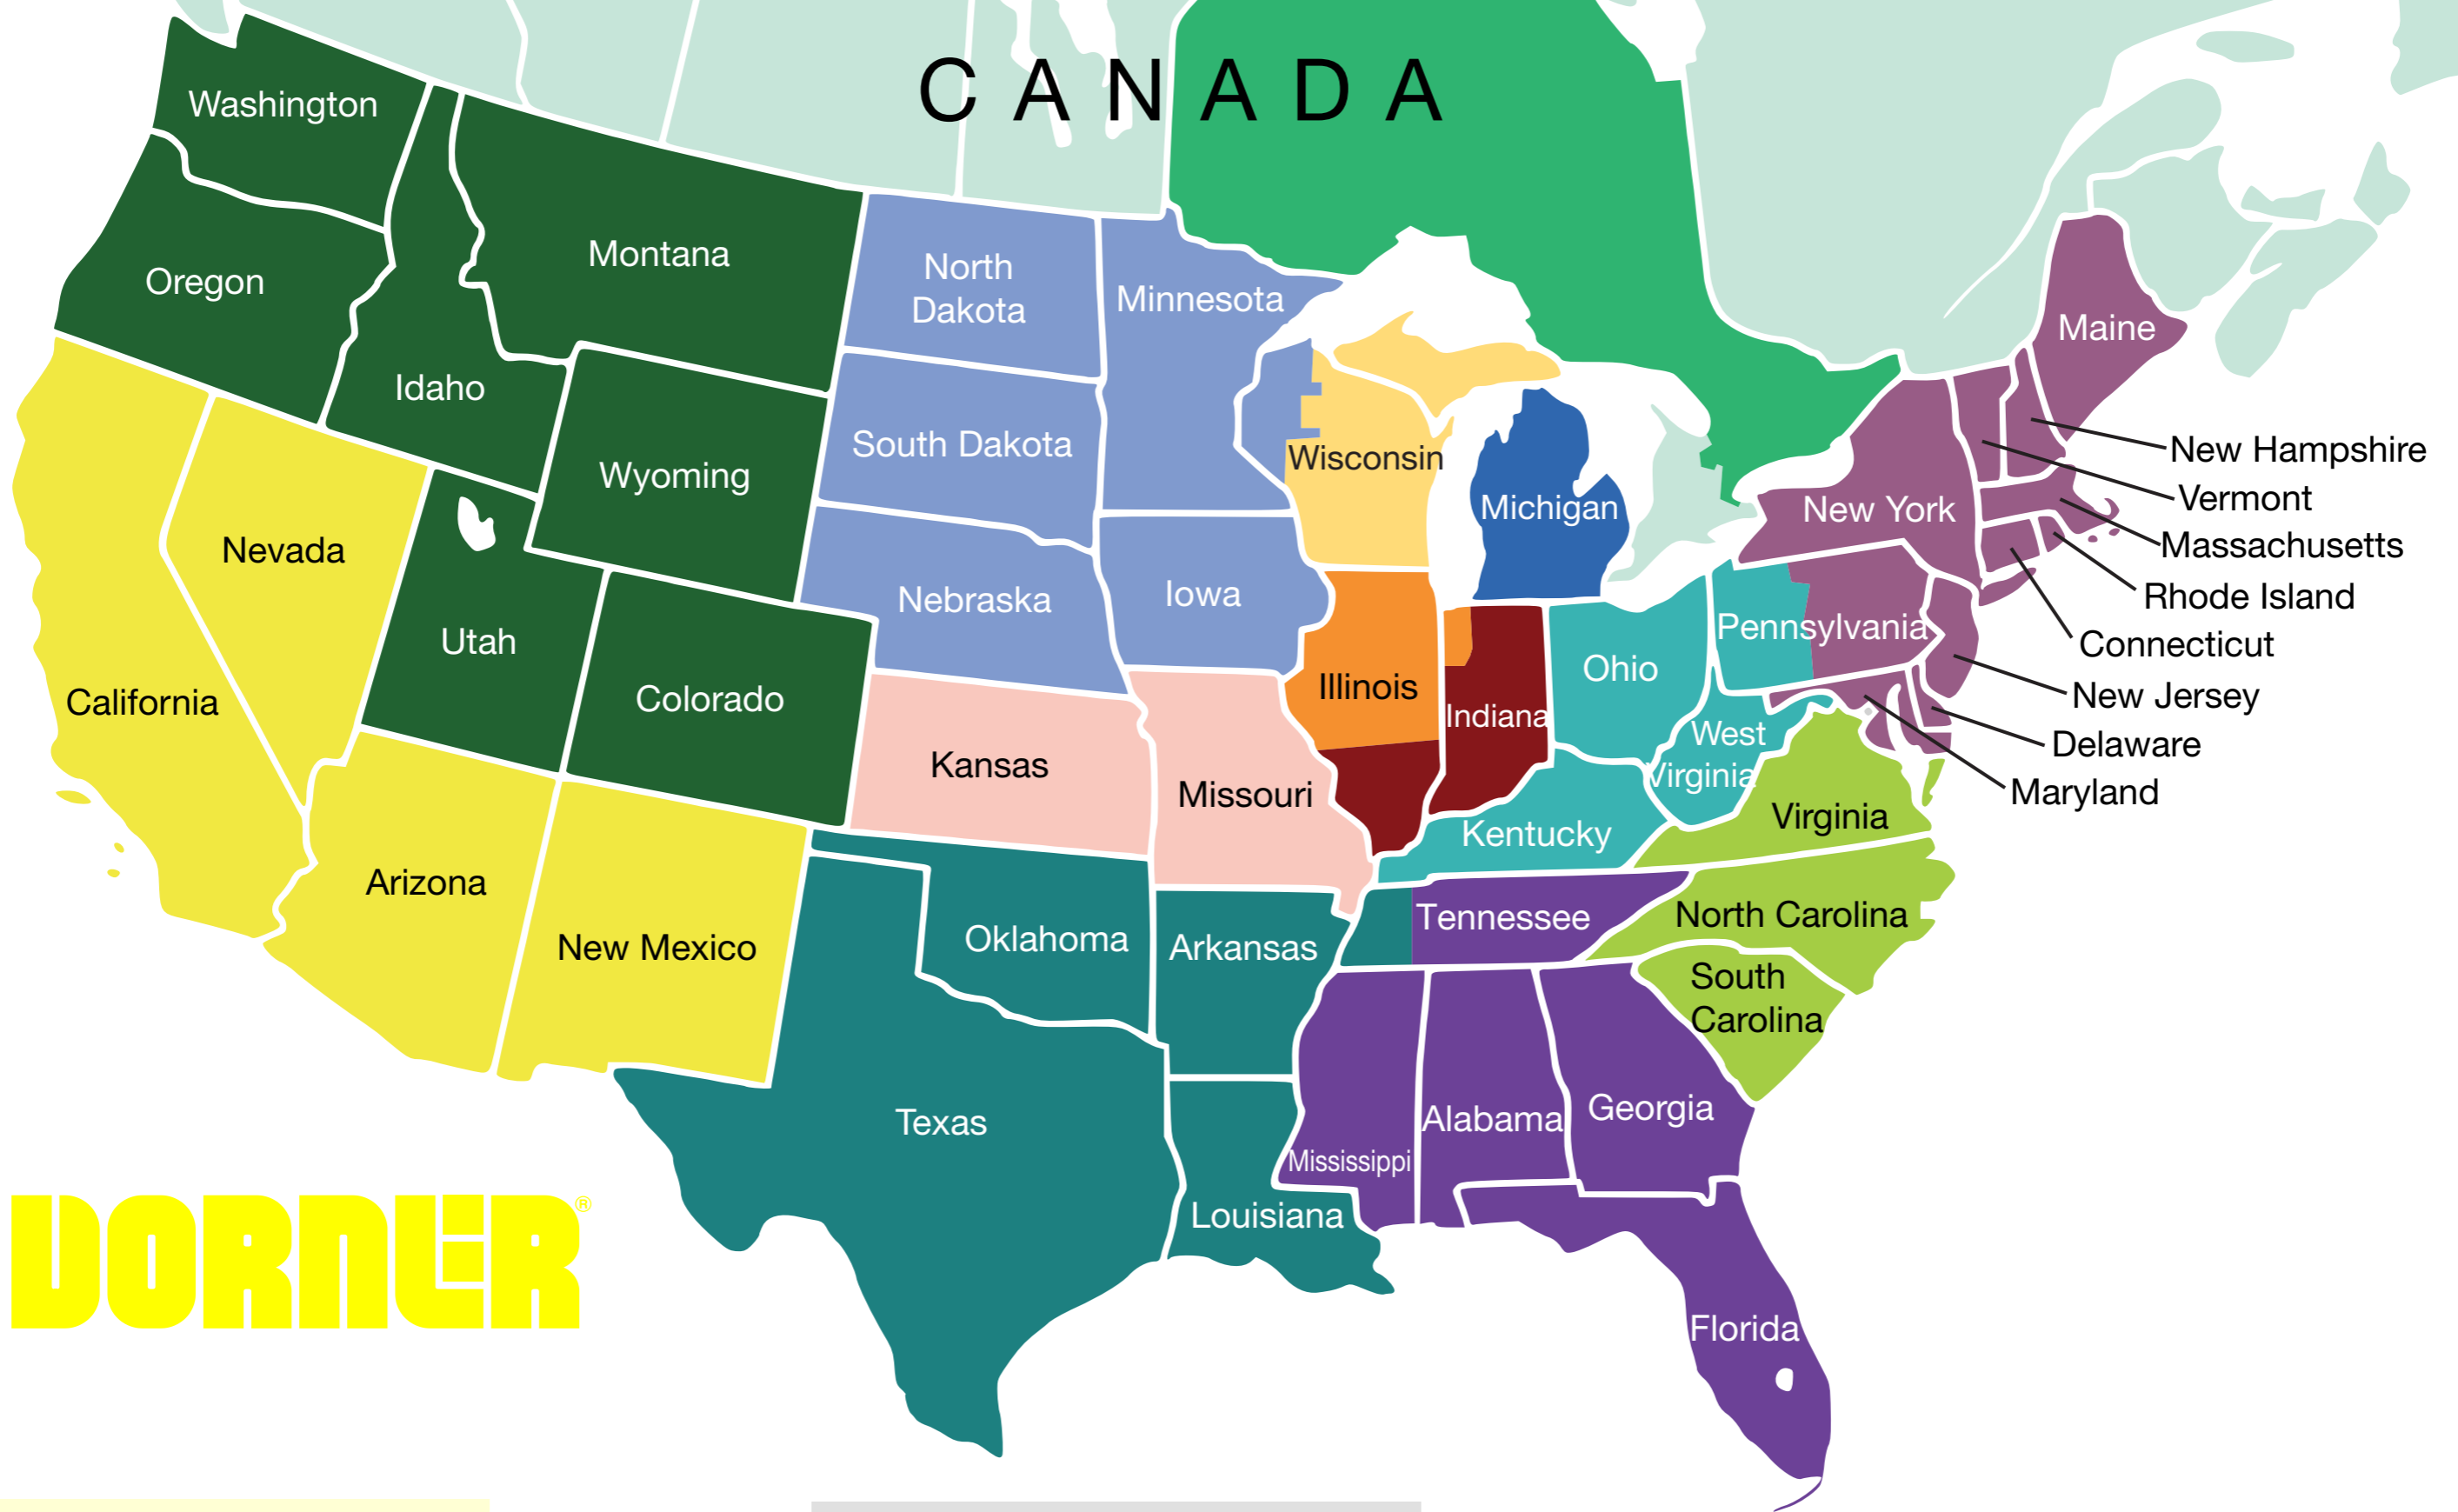 CANADA
Washington
Oregon
Montana
Idaho
Wyoming
North
Dakota
Minnesota
South Dakota
Wisconsin
Michigan
Maine
New York
New Hampshire
Vermont
Massachusetts
Rhode Island
Connecticut
New Jersey
Delaware
Maryland
Nevada
California
Utah
Colorado
Nebraska
Iowa
Illinois
Indiana
Ohio
Pennsylvania
West
Virginia
Virginia
Kansas
Missouri
Kentucky
Arizona
New Mexico
Oklahoma
Arkansas
Tennessee
North Carolina
South
Carolina
Texas
Louisiana
Mississippi
Alabama
Georgia
Florida
DORNER®